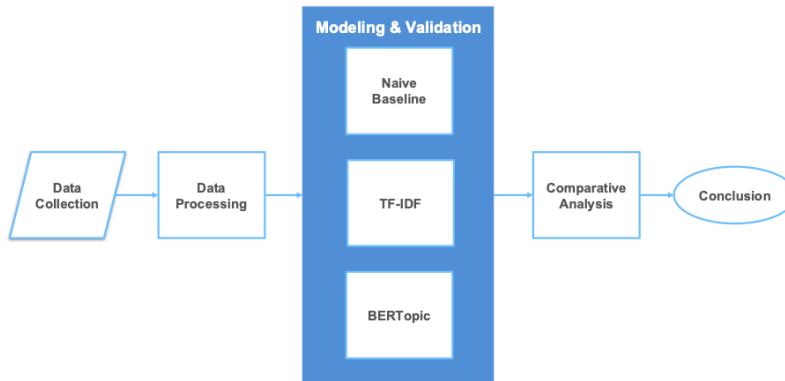 Modeling & Validation
Naive
Baseline
Data
Collection
Data
Processing
TF-IDF
Comparative
Analysis
Conclusion
BERTopic